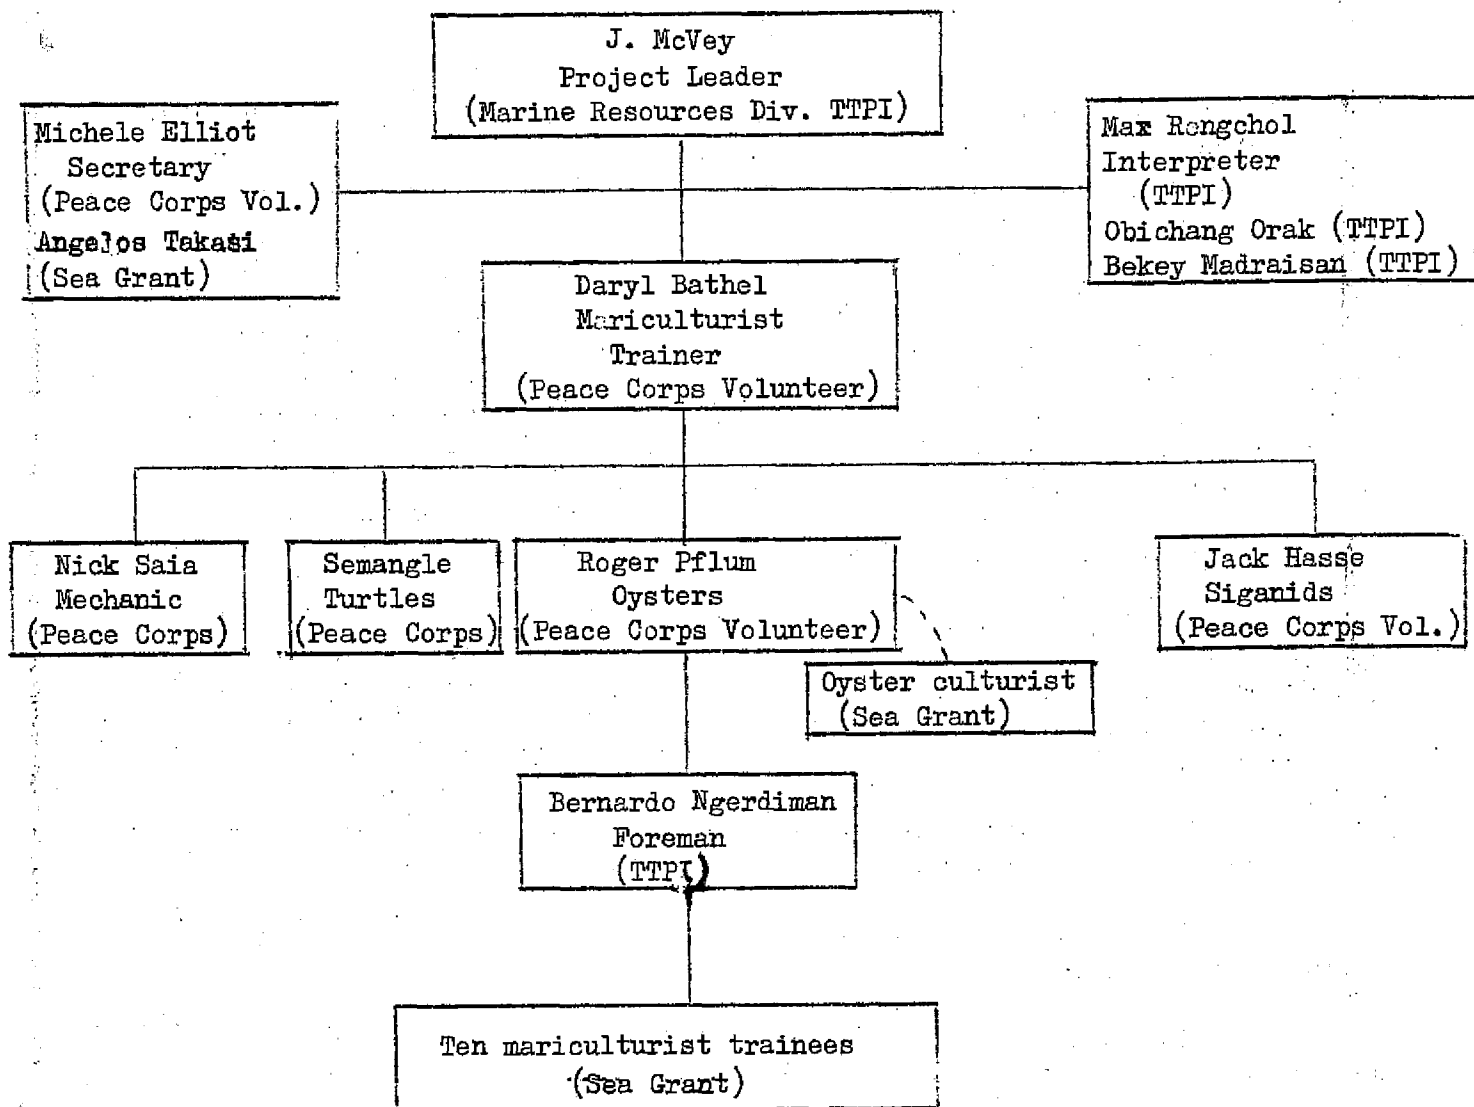 J. McVey
Project Leader
(Marine Resources Div. TTPI)
Michele Elliot
Secretary
(Peace Corps Vol.)
Angelos Takasi
(Sea Grant)
Max Rongchol
Interpreter
(TTPI)
Obichang Orak (TTPI)
Bekey Madraisan (TTPI)
Daryl Bathel
Mariculturist
Trainer
(Peace Corps Volunteer)
Nick Saia
Mechanic
(Peace Corps)
Semangle
Turtles
(Peace Corps)
Roger Pflum
Oysters
(Peace Corps Volunteer)
Jack Hasse
Siganids
(Peace Corps Vol.)
Oyster culturist
(Sea Grant)
Bernardo Ngerdiman
Foreman
(TTPI)
Ten mariculturist trainees
(Sea Grant)